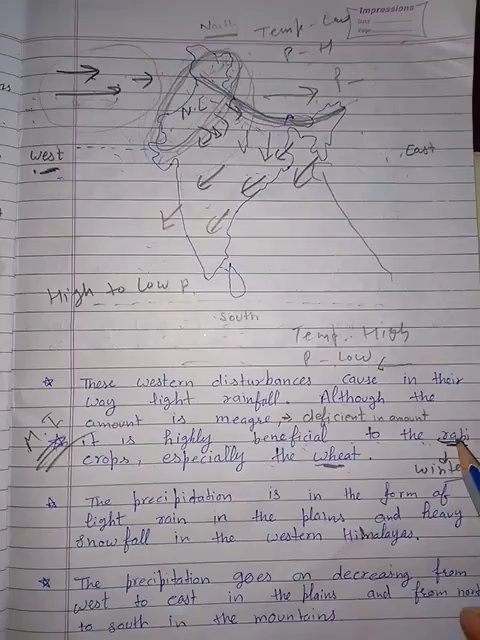 Impressions
Date
Page
North
Temp - Low
P - H
P -
N.E
West
East
High to Low P.
South
Temp. High
P - Low
These western disturbances cause in their
way light rainfall. Although the
amount is meagre, → deficient in amount
M. I
it is highly beneficial to the rabi
crops, especially the wheat.
winte
The precipidation is in the form of
light rain in the plains and heavy
snowfall in the western Himalayas.
The precipitation goes on decreasing from
west to east in the plains and from nort
to south in the mountains.